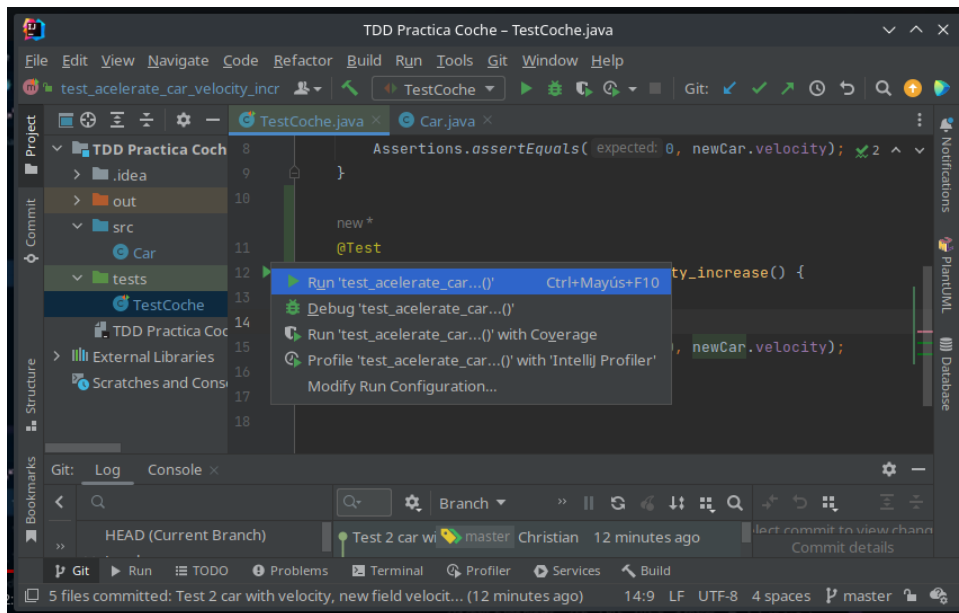 TDD Practica Coche – TestCoche.java
File Edit View Navigate Code Refactor Build Run Tools Git Window Help
test_acelerate_car_velocity_incr TestCoche Git:
Project
TestCoche.java Car.java
TDD Practica Coch
.idea
out
src
Car
tests
TestCoche
TDD Practica Coc
External Libraries
Scratches and Cons
8 Assertions.assertEquals( expected: 0, newCar.velocity); 2
9 }
10
new *
11 @Test
12 ty_increase() {
13
14
15 , newCar.velocity);
16
17
18
Run 'test_acelerate_car...()' Ctrl+Mayús+F10
Debug 'test_acelerate_car...()'
Run 'test_acelerate_car...()' with Coverage
Profile 'test_acelerate_car...()' with 'IntelliJ Profiler'
Modify Run Configuration...
Commit
Structure
Bookmarks
Notifications
PlantUML
Database
Git: Log Console
Branch
HEAD (Current Branch)
Test 2 car w master Christian 12 minutes ago
lect commit to view chang
Commit details
Git Run TODO Problems Terminal Profiler Services Build
5 files committed: Test 2 car with velocity, new field velocit... (12 minutes ago) 14:9 LF UTF-8 4 spaces master